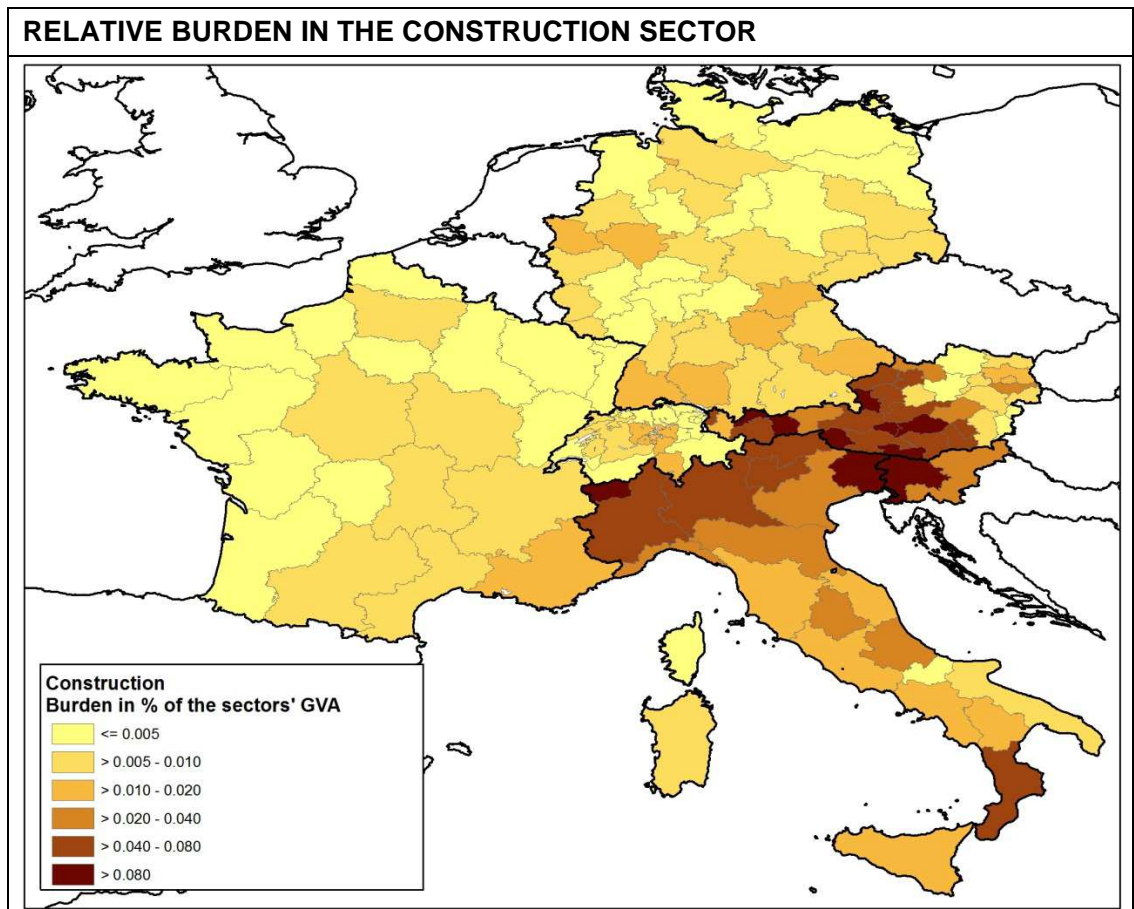 RELATIVE BURDEN IN THE CONSTRUCTION SECTOR
Construction
Burden in % of the sectors' GVA
<= 0.005
> 0.005 - 0.010
> 0.010 - 0.020
> 0.020 - 0.040
> 0.040 - 0.080
> 0.080